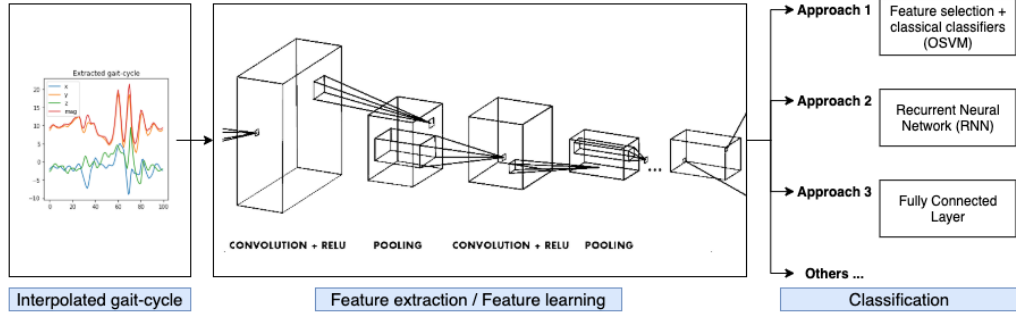 Extracted gait-cycle
x
y
z
mag
20
15
10
5
0
-5
-10
0
20
40
60
80
100
Interpolated gait-cycle
CONVOLUTION + RELU
POOLING
CONVOLUTION + RELU
POOLING
...
Feature extraction / Feature learning
Approach 1
Feature selection +
classical classifiers
(OSVM)
Approach 2
Recurrent Neural
Network (RNN)
Approach 3
Fully Connected
Layer
Others ...
Classification